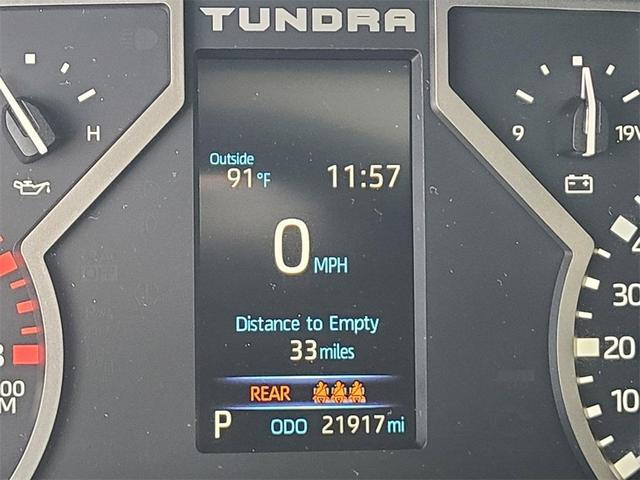 TUNDRA
H
9
19V
Outside
91°F
11:57
0 MPH
Distance to Empty
33 miles
REAR
P
ODO 21917 mi
30
20
10